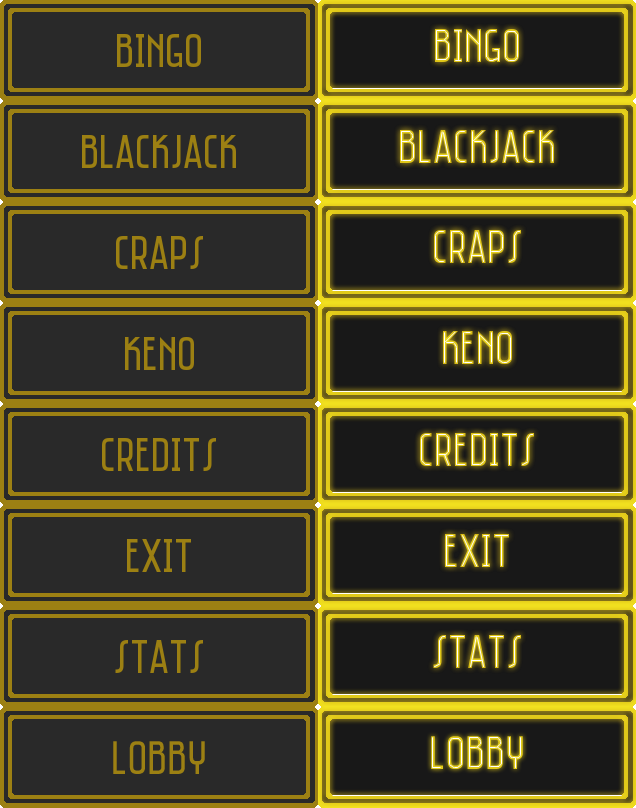 BINGO BINGO
BLACKJACK BLACKJACK
CRAPS CRAPS
KENO KENO
CREDITS CREDITS
EXIT EXIT
STATS STATS
LOBBY LOBBY